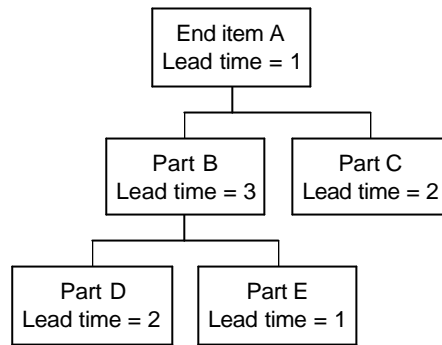 End item A
Lead time = 1
Part B
Lead time = 3
Part C
Lead time = 2
Part D
Lead time = 2
Part E
Lead time = 1